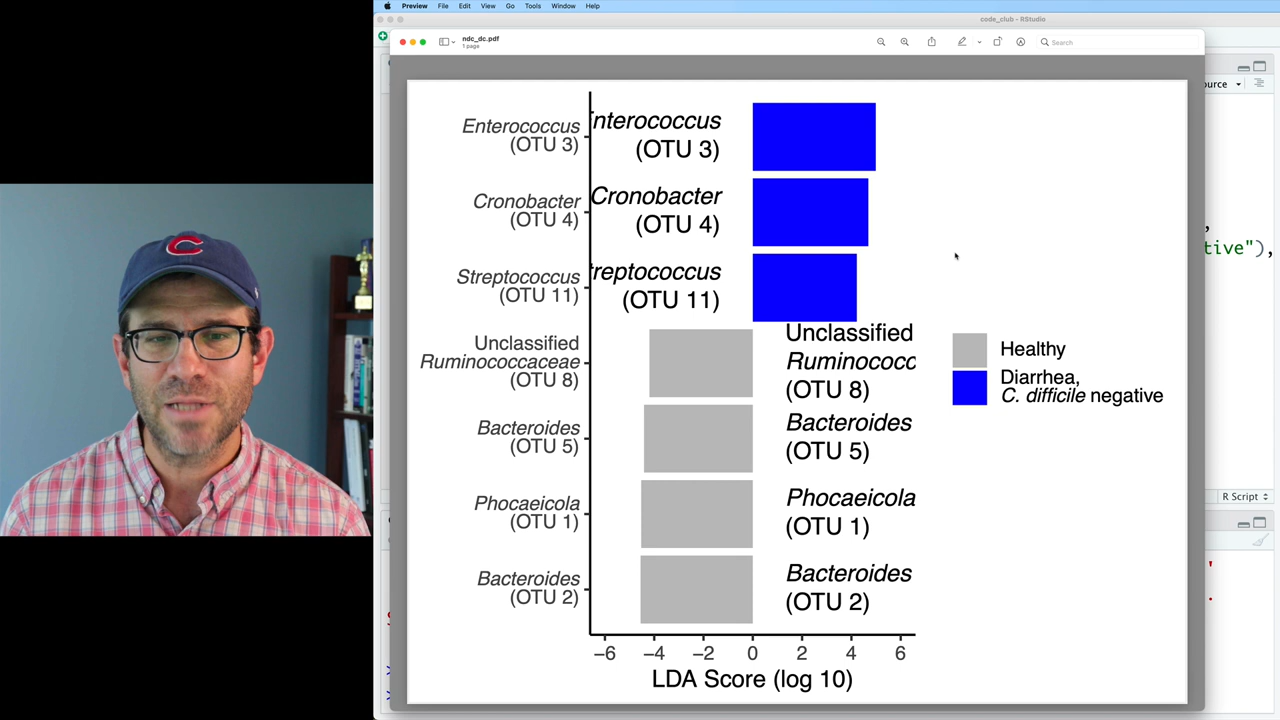 Preview File Edit View Go Tools Window Help
code_club - RStudio
ndc_dc.pdf
1 page
Search
ource
Enterococcus
(OTU 3)
nterococcus
(OTU 3)
Cronobacter
(OTU 4)
Cronobacter
(OTU 4)
Streptococcus
(OTU 11)
treptococcus
(OTU 11)
Unclassified
Ruminococcaceae
(OTU 8)
Unclassified
Ruminococc
(OTU 8)
Bacteroides
(OTU 5)
Bacteroides
(OTU 5)
Phocaeicola
(OTU 1)
Phocaeicola
(OTU 1)
Bacteroides
(OTU 2)
Bacteroides
(OTU 2)
−6 −4 −2 0 2 4 6
LDA Score (log 10)
Healthy
Diarrhea,
C. difficile negative
,
tive"),
R Script
C